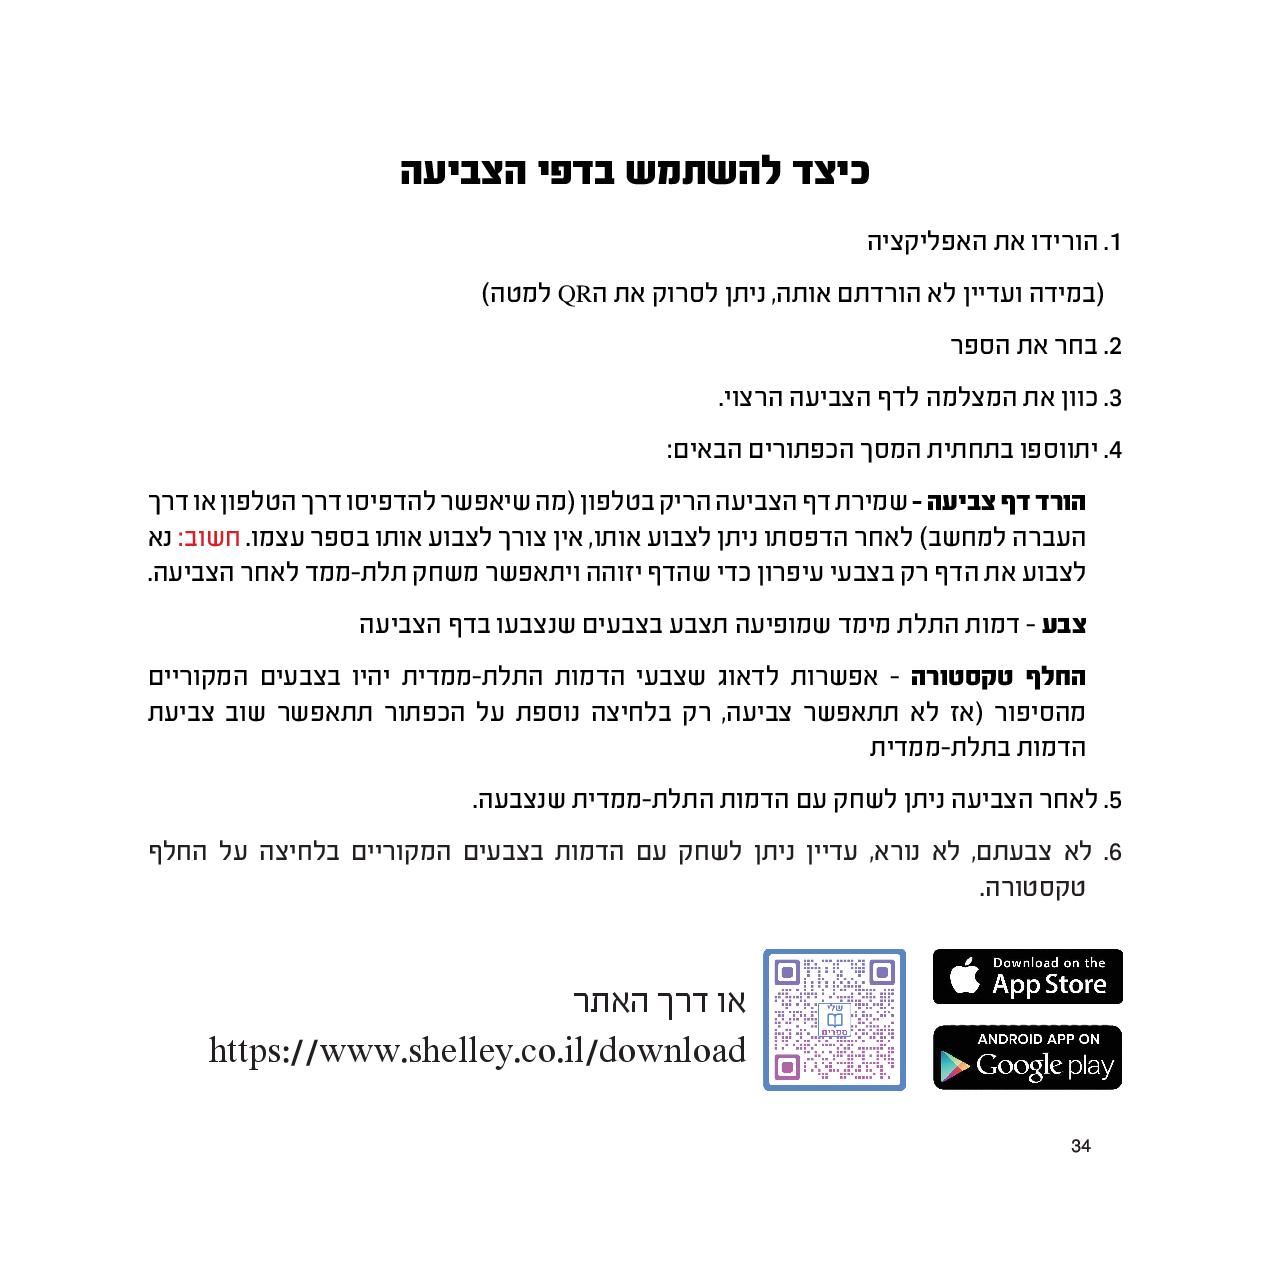 כיצד להשתמש בדפי הצביעה
1. הורידו את האפליקציה
(במידה ועדיין לא הורדתם אותה, ניתן לסרוק את הQR למטה)
2. בחר את הספר
3. כוון את המצלמה לדף הצביעה הרצוי.
4. יתווספו בתחתית המסך הכפתורים הבאים:
הורד דף צביעה - שמירת דף הצביעה הריק בטלפון (מה שיאפשר להדפיסו דרך הטלפון או דרך
העברה למחשב) לאחר הדפסתו ניתן לצבוע אותו, אין צורך לצבוע אותו בספר עצמו. חשוב: נא
לצבוע את הדף רק בצבעי עיפרון כדי שהדף יזוהה ויתאפשר משחק תלת-ממד לאחר הצביעה.
צבע - דמות התלת מימד שמופיעה תצבע בצבעים שנצבעו בדף הצביעה
החלף טקסטורה - אפשרות לדאוג שצבעי הדמות התלת-ממדית יהיו בצבעים המקוריים
מהסיפור (אז לא תתאפשר צביעה, רק בלחיצה נוספת על הכפתור תתאפשר שוב צביעת
הדמות בתלת-ממדית
5. לאחר הצביעה ניתן לשחק עם הדמות התלת-ממדית שנצבעה.
6. לא צבעתם, לא נורא, עדיין ניתן לשחק עם הדמות בצבעים המקוריים בלחיצה על החלף
טקסטורה.
Download on the
App Store
ANDROID APP ON
Google play
שלי
ספרים
או דרך האתר
https://www.shelley.co.il/download
34